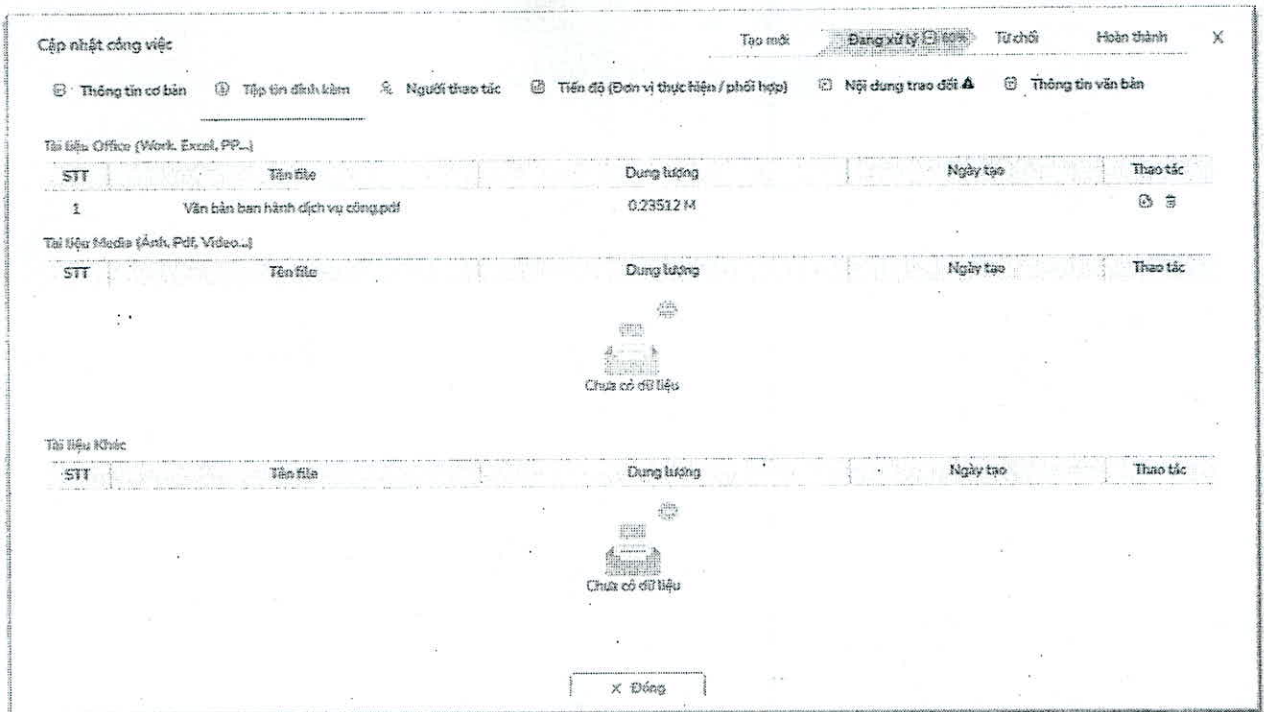 Cập nhật công việc
Tạo mới Đang xử lý 60% Từ chối Hoàn thành X
Thông tin cơ bản Tập tin đính kèm Người thao tác Tiến độ (Đơn vị thực hiện / phối hợp) Nội dung trao đổi Thông tin văn bản
Tài liệu Office (Work, Excel, PP...)
STT Tên file Dung lượng Ngày tạo Thao tác
1 Văn bản ban hành dịch vụ công.pdf 0.23512 M
Tài liệu Media (Ảnh, Pdf, Video...)
STT Tên file Dung lượng Ngày tạo Thao tác
Chưa có dữ liệu
Tài liệu Khác
STT Tên file Dung lượng Ngày tạo Thao tác
Chưa có dữ liệu
X Đóng